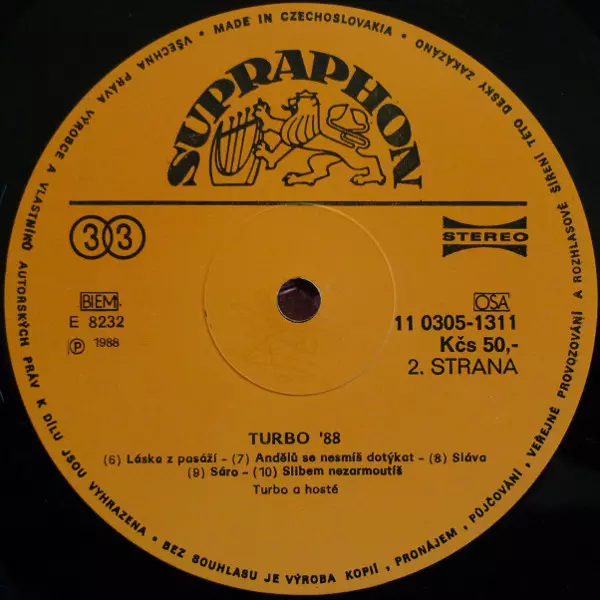 VŠECHNA PRÁVA VÝROBCE A VLASTNÍKŮ AUTORSKÝCH PRÁV K DÍLU JSOU VYHRAZENA • BEZ SOUHLASU JE VÝROBA KOPIÍ, PRONÁJEM, PŮJČOVÁNÍ, VEŘEJNÉ PROVOZOVÁNÍ A ROZHLASOVÉ ŠÍŘENÍ TÉTO DESKY ZAKÁZÁNO • MADE IN CZECHOSLOVAKIA •
SUPRAPHON
33
STEREO
BIEM
OSA
E 8232
11 0305-1311
Ⓟ 1988
Kčs 50,-
2. STRANA
TURBO '88
(6) Láska z pasáží - (7) Andělů se nesmíš dotýkat - (8) Sláva
(9) Sáro - (10) Slibem nezarmoutíš
Turbo a hosté